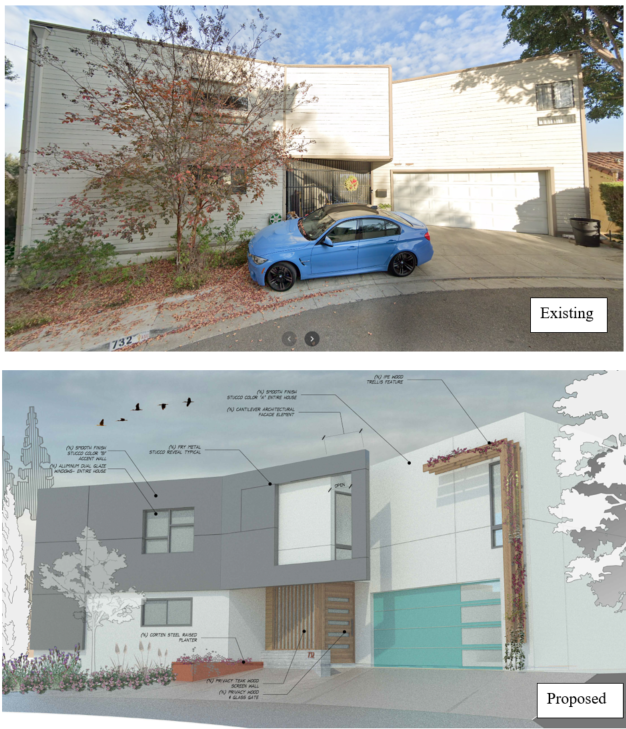 Existing
732
(N) IPE WOOD
TRELLIS FEATURE
(N) SMOOTH FINISH
STUCCO COLOR "A" ENTIRE HOUSE
(N) CANTILEVER ARCHITECTURAL
FACADE ELEMENT
(N) SMOOTH FINISH
STUCCO COLOR "B"
ACCENT WALL
(N) ALUMINUM DUAL GLAZE
WINDOWS- ENTIRE HOUSE
(N) FRY METAL
STUCCO REVEAL TYPICAL
OPEN
(N) CORTEN STEEL RAISED
PLANTER
(N) PRIVACY TEAK WOOD
SCREEN WALL
(N) PRIVACY WOOD
& GLASS GATE
Proposed